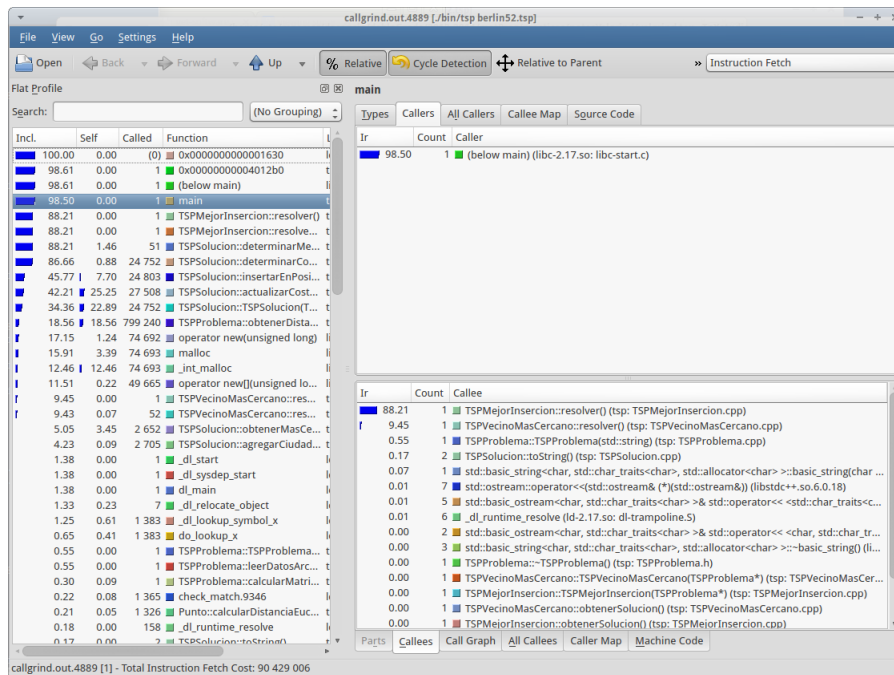 callgrind.out.4889 [./bin/tsp berlin52.tsp]
File View Go Settings Help
Open Back Forward Up % Relative Cycle Detection Relative to Parent » Instruction Fetch
Flat Profile
Search: (No Grouping)
Incl. Self Called Function
100.00 0.00 (0) 0x0000000000001630
98.61 0.00 1 0x00000000004012b0
98.61 0.00 1 (below main)
98.50 0.00 1 main
88.21 0.00 1 TSPMejorInsercion::resolver()
88.21 0.00 1 TSPMejorInsercion::resolve...
88.21 1.46 51 TSPSolucion::determinarMe...
86.66 0.88 24 752 TSPSolucion::determinarCo...
45.77 7.70 24 803 TSPSolucion::insertarEnPosi...
42.21 25.25 27 508 TSPSolucion::actualizarCost...
34.36 22.89 24 752 TSPSolucion::TSPSolucion(T...
18.56 18.56 799 240 TSPProblema::obtenerDista...
17.15 1.24 74 692 operator new(unsigned long)
15.91 3.39 74 693 malloc
12.46 12.46 74 693 _int_malloc
11.51 0.22 49 665 operator new[](unsigned lo...
9.45 0.00 1 TSPVecinoMasCercano::res...
9.43 0.07 52 TSPVecinoMasCercano::res...
5.05 3.45 2 652 TSPSolucion::obtenerMasCe...
4.23 0.09 2 705 TSPSolucion::agregarCiudad...
1.38 0.00 1 _dl_start
1.38 0.00 1 _dl_sysdep_start
1.38 0.00 1 dl_main
1.33 0.23 7 _dl_relocate_object
1.25 0.61 1 383 _dl_lookup_symbol_x
0.65 0.41 1 383 do_lookup_x
0.55 0.00 1 TSPProblema::TSPProblema...
0.55 0.00 1 TSPProblema::leerDatosArc...
0.30 0.09 1 TSPProblema::calcularMatri...
0.22 0.08 1 365 check_match.9346
0.21 0.05 1 326 Punto::calcularDistanciaEuc...
0.18 0.00 158 _dl_runtime_resolve
0.17 0.00 2 TSPSolucion::toString()
main
Types Callers All Callers Callee Map Source Code
Ir Count Caller
98.50 1 (below main) (libc-2.17.so: libc-start.c)
Ir Count Callee
88.21 1 TSPMejorInsercion::resolver() (tsp: TSPMejorInsercion.cpp)
9.45 1 TSPVecinoMasCercano::resolver() (tsp: TSPVecinoMasCercano.cpp)
0.55 1 TSPProblema::TSPProblema(std::string) (tsp: TSPProblema.cpp)
0.17 2 TSPSolucion::toString() (tsp: TSPSolucion.cpp)
0.07 1 std::basic_string<char, std::char_traits<char>, std::allocator<char> >::basic_string(char ...
0.01 7 std::ostream::operator<<(std::ostream& (*)(std::ostream&)) (libstdc++.so.6.0.18)
0.01 5 std::basic_ostream<char, std::char_traits<char> >& std::operator<< <std::char_traits<c...
0.01 6 _dl_runtime_resolve (ld-2.17.so: dl-trampoline.S)
0.00 2 std::basic_ostream<char, std::char_traits<char> >& std::operator<< <char, std::char_tr...
0.00 3 std::basic_string<char, std::char_traits<char>, std::allocator<char> >::~basic_string() (li...
0.00 1 TSPProblema::~TSPProblema() (tsp: TSPProblema.h)
0.00 1 TSPVecinoMasCercano::TSPVecinoMasCercano(TSPProblema*) (tsp: TSPVecinoMasCer...
0.00 1 TSPMejorInsercion::TSPMejorInsercion(TSPProblema*) (tsp: TSPMejorInsercion.cpp)
0.00 1 TSPVecinoMasCercano::obtenerSolucion() (tsp: TSPVecinoMasCercano.cpp)
0.00 1 TSPMejorInsercion::obtenerSolucion() (tsp: TSPMejorInsercion.cpp)
Parts Callees Call Graph All Callees Caller Map Machine Code
callgrind.out.4889 [1] - Total Instruction Fetch Cost: 90 429 006